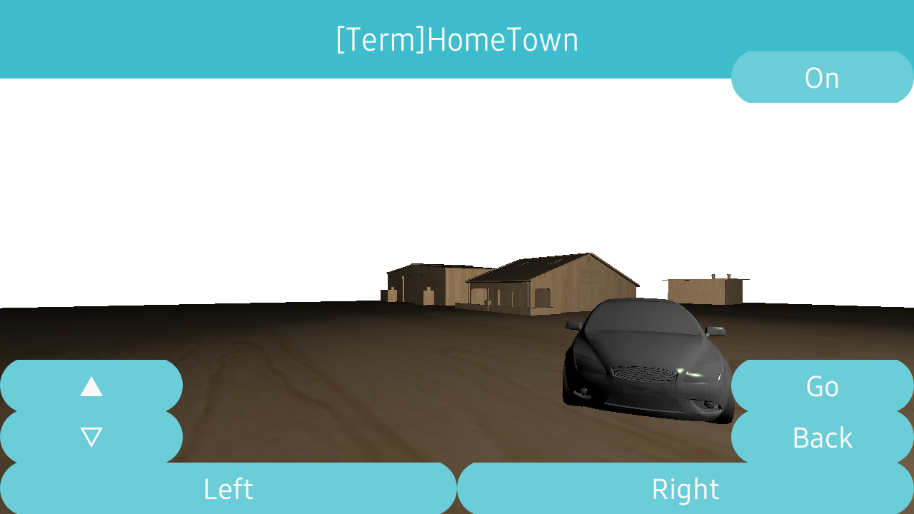 [Term]HomeTown
On
▲
Go
▽
Back
Left
Right